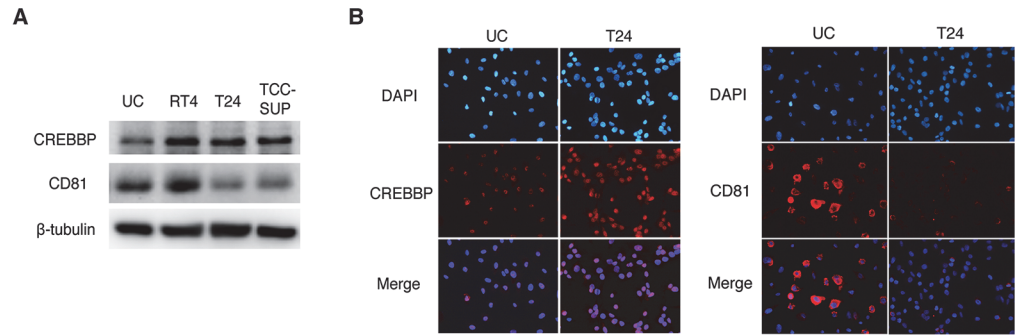 A
UC RT4 T24 TCC-
SUP
CREBBP
CD81
β-tubulin
B
UC T24
DAPI
CREBBP
Merge
UC T24
DAPI
CD81
Merge